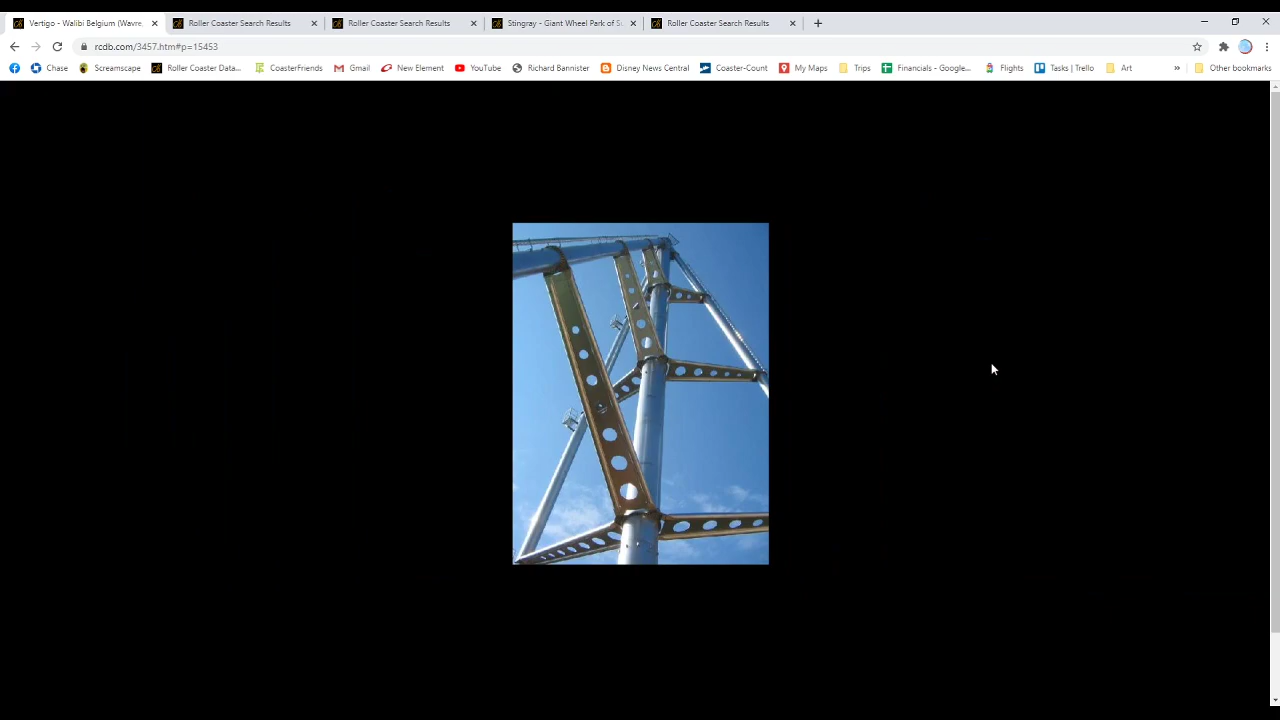 Vertigo - Walibi Belgium (Wavre, Roller Coaster Search Results Roller Coaster Search Results Stingray - Giant Wheel Park of S Roller Coaster Search Results
rcdb.com/3457.htm#p=15453
Chase Screamscape Roller Coaster Data... CoasterFriends Gmail New Element YouTube Richard Bannister Disney News Central Coaster-Count My Maps Trips Financials - Google... Flights Tasks | Trello Art » Other bookmarks